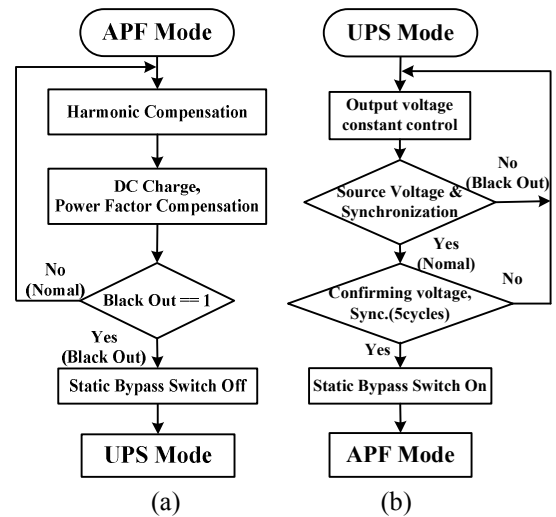 APF Mode
Harmonic Compensation
DC Charge,
Power Factor Compensation
No
(Nomal)
Black Out == 1
Yes
(Black Out)
Static Bypass Switch Off
UPS Mode
(a)
UPS Mode
Output voltage
constant control
No
(Black Out)
Source Voltage &
Synchronization
Yes
(Nomal)
No
Confirming voltage,
Sync.(5cycles)
Yes
Static Bypass Switch On
APF Mode
(b)